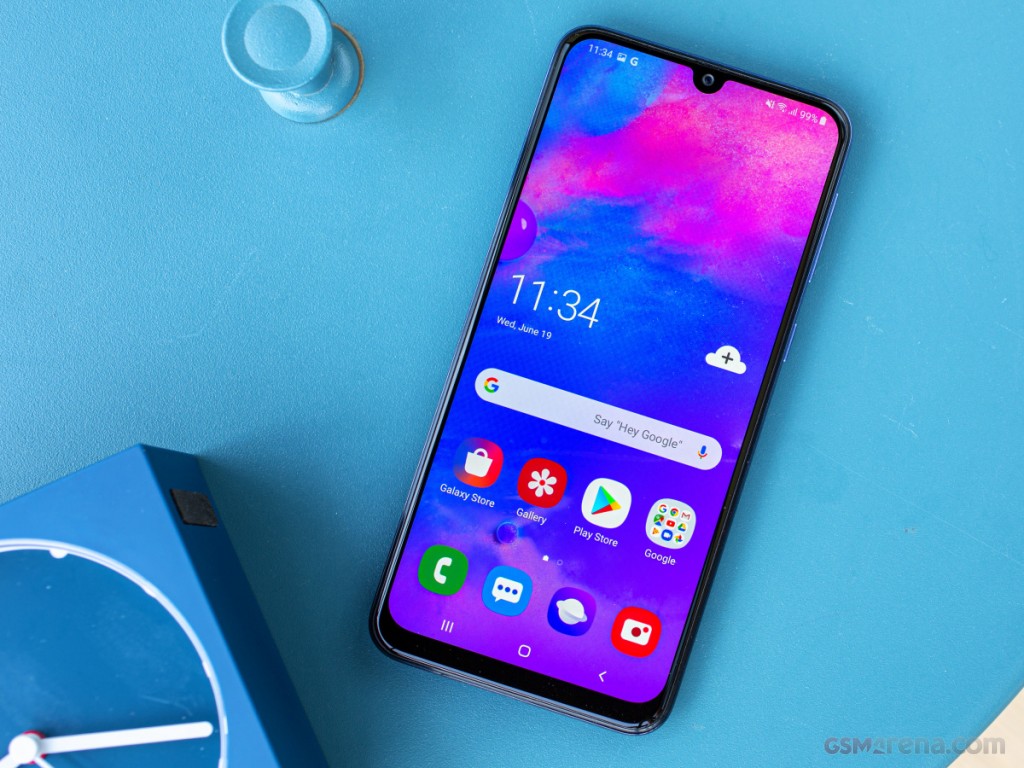 11:34 G
99%
11:34
Wed, June 19
G Say "Hey Google"
Galaxy Store
Gallery
Play Store
Google
GSMarena.com